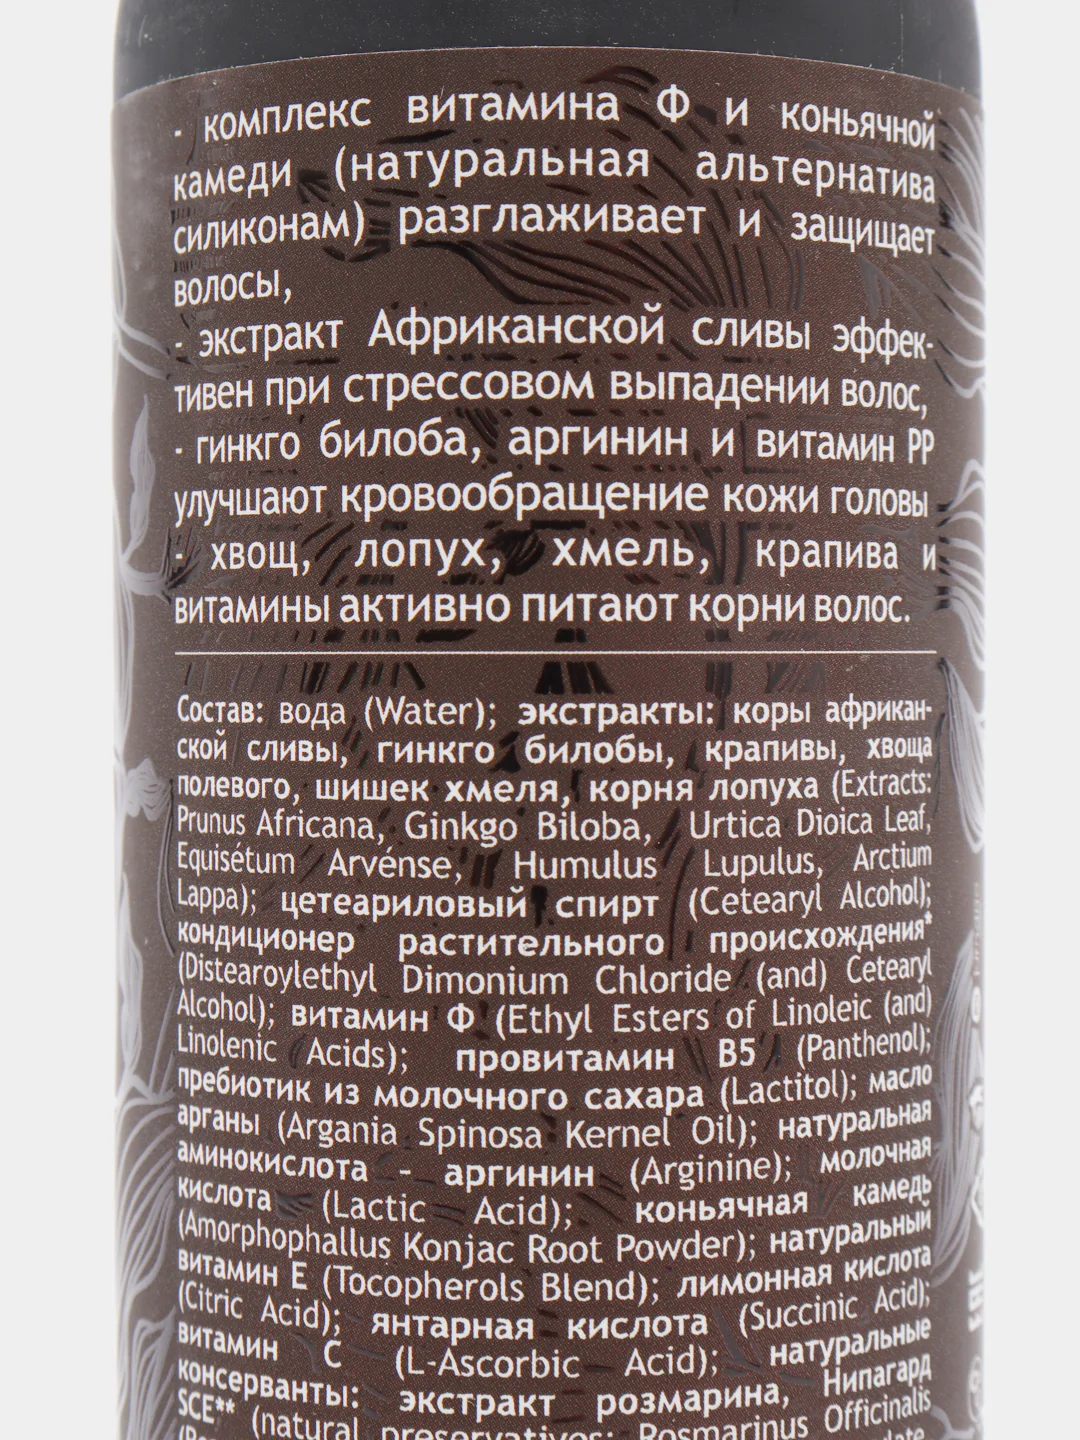 - комплекс витамина Ф и коньячной
камеди (натуральная альтернатива
силиконам) разглаживает и защищает
волосы,
- экстракт Африканской сливы эффек-
тивен при стрессовом выпадении волос,
- гинкго билоба, аргинин и витамин PP
улучшают кровообращение кожи головы
- хвощ, лопух, хмель, крапива и
витамины активно питают корни волос.
Состав: вода (Water); экстракты: коры африкан-
ской сливы, гинкго билобы, крапивы, хвоща
полевого, шишек хмеля, корня лопуха (Extracts:
Prunus Africana, Ginkgo Biloba, Urtica Dioica Leaf,
Equisétum Arvénse, Humulus Lupulus, Arctium
Lappa); цетеариловый спирт (Cetearyl Alcohol);
кондиционер растительного происхождения*
(Distearoylethyl Dimonium Chloride (and) Cetearyl
Alcohol); витамин Ф (Ethyl Esters of Linoleic (and)
Linolenic Acids); провитамин B5 (Panthenol);
пребиотик из молочного сахара (Lactitol); масло
арганы (Argania Spinosa Kernel Oil); натуральная
аминокислота - аргинин (Arginine); молочная
кислота (Lactic Acid); коньячная камедь
(Amorphophallus Konjac Root Powder); натуральный
витамин Е (Tocopherols Blend); лимонная кислота
(Citric Acid); янтарная кислота (Succinic Acid);
витамин С (L-Ascorbic Acid); натуральные
консерванты: экстракт розмарина, Нипагард
SCE** (natural preservatives: Rosmarinus Officinalis